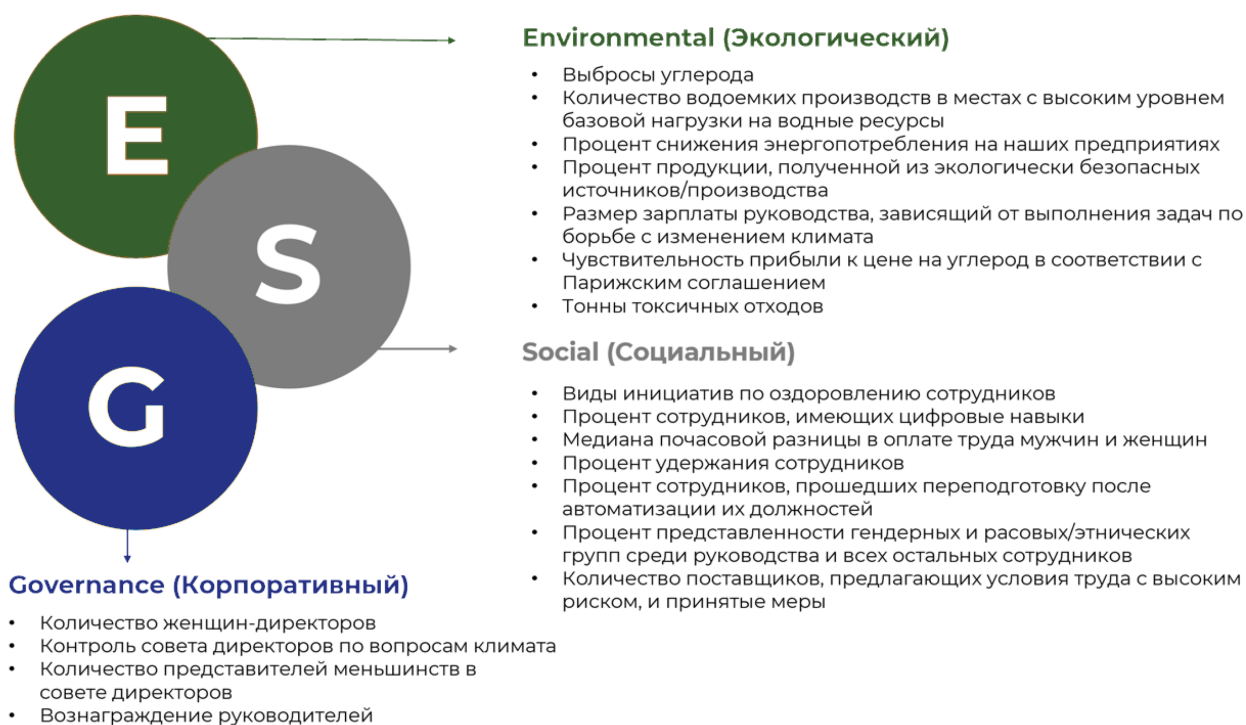 E
S
G
Environmental (Экологический)
• Выбросы углерода
• Количество водоемких производств в местах с высоким уровнем
базовой нагрузки на водные ресурсы
• Процент снижения энергопотребления на наших предприятиях
• Процент продукции, полученной из экологически безопасных
источников/производства
• Размер зарплаты руководства, зависящий от выполнения задач по
борьбе с изменением климата
• Чувствительность прибыли к цене на углерод в соответствии с
Парижским соглашением
• Тонны токсичных отходов
Social (Социальный)
• Виды инициатив по оздоровлению сотрудников
• Процент сотрудников, имеющих цифровые навыки
• Медиана почасовой разницы в оплате труда мужчин и женщин
• Процент удержания сотрудников
• Процент сотрудников, прошедших переподготовку после
автоматизации их должностей
• Процент представленности гендерных и расовых/этнических
групп среди руководства и всех остальных сотрудников
• Количество поставщиков, предлагающих условия труда с высоким
риском, и принятые меры
Governance (Корпоративный)
• Количество женщин-директоров
• Контроль совета директоров по вопросам климата
• Количество представителей меньшинств в
совете директоров
• Вознаграждение руководителей